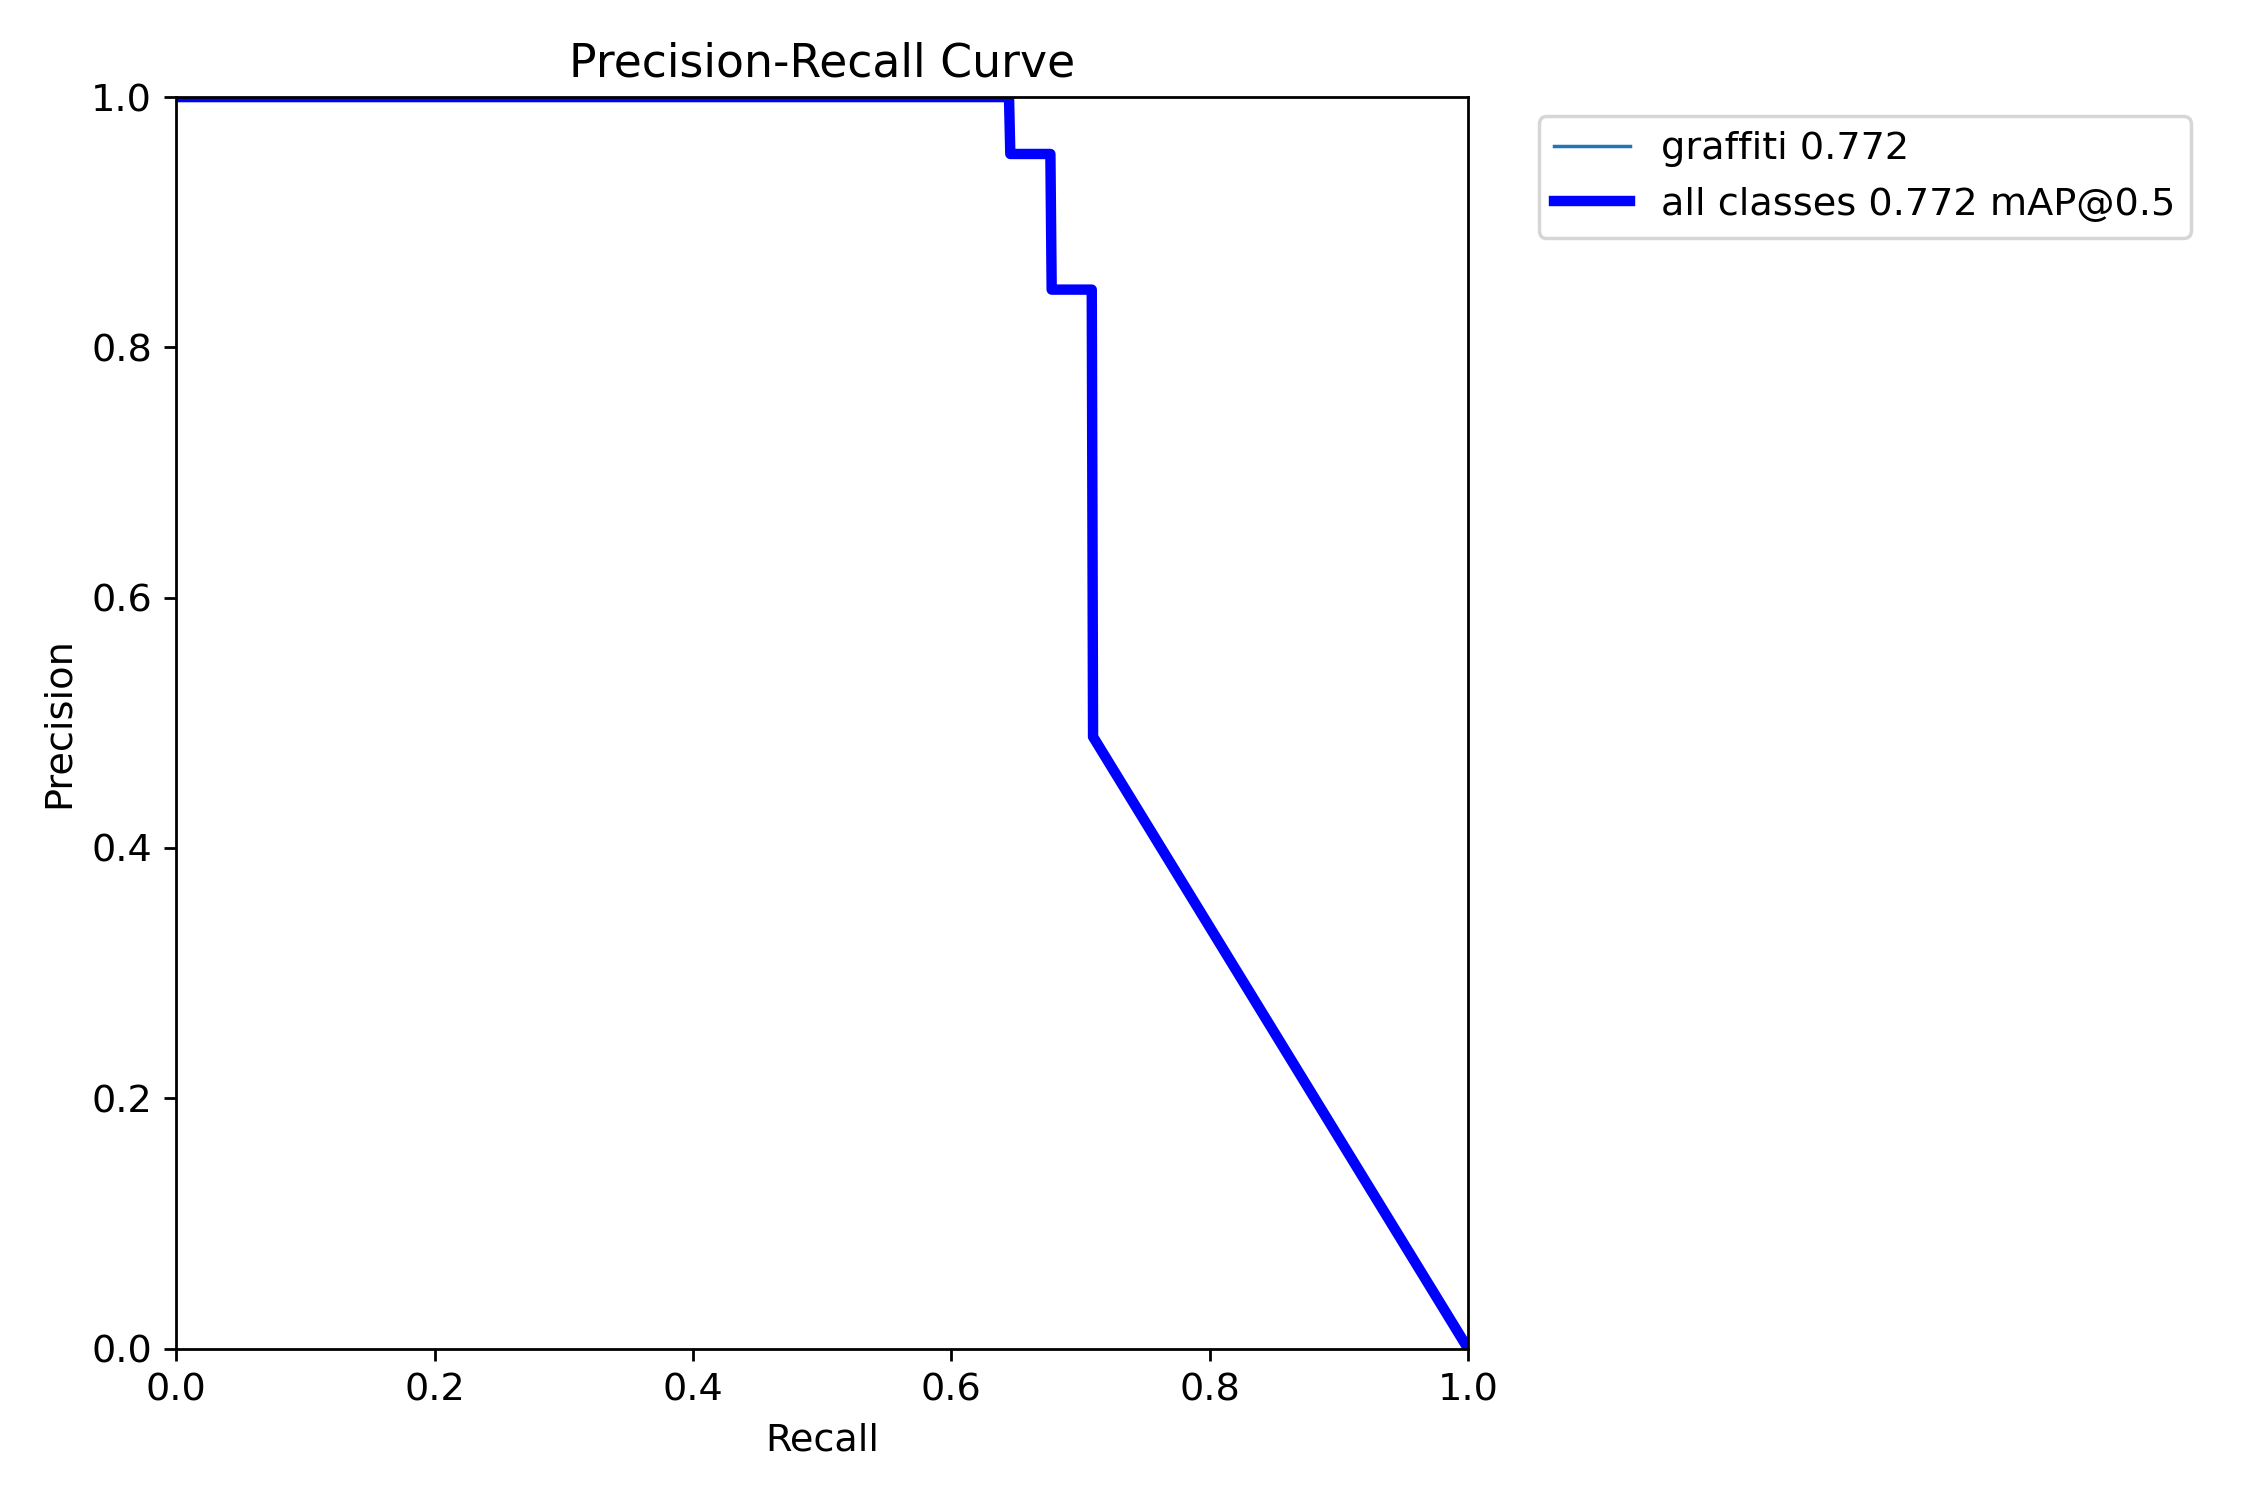 Precision-Recall Curve
1.0
0.8
0.6
0.4
0.2
0.0
Precision
0.0 0.2 0.4 0.6 0.8 1.0
Recall
graffiti 0.772
all classes 0.772 mAP@0.5